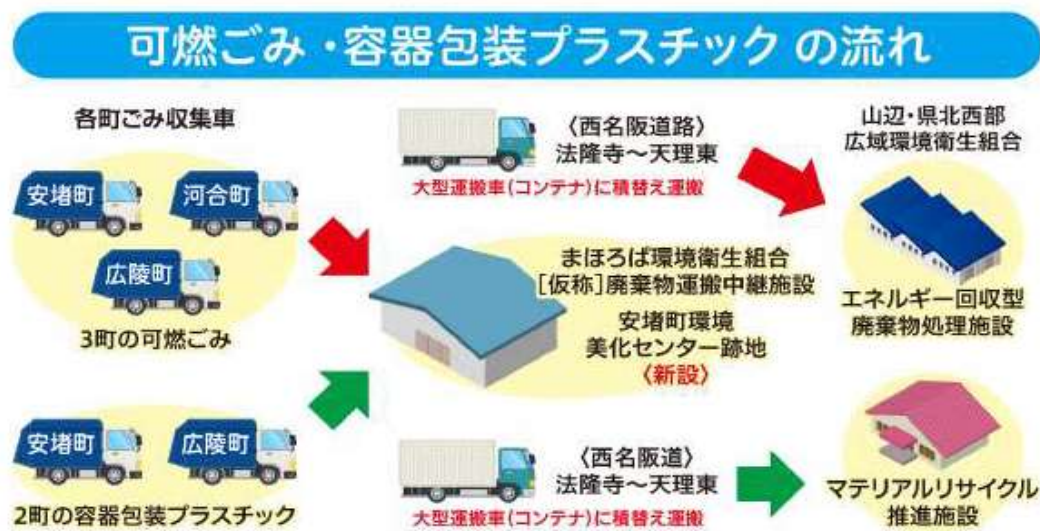 可燃ごみ・容器包装プラスチック の流れ
各町ごみ収集車
安堵町
河合町
広陵町
3町の可燃ごみ
安堵町
広陵町
2町の容器包装プラスチック
〈西名阪道路〉
法隆寺～天理東
大型運搬車(コンテナ)に積替え運搬
まほろば環境衛生組合
[仮称]廃棄物運搬中継施設
安堵町環境
美化センター跡地
〈新設〉
〈西名阪道〉
法隆寺～天理東
大型運搬車(コンテナ)に積替え運搬
山辺・県北西部
広域環境衛生組合
エネルギー回収型
廃棄物処理施設
マテリアルリサイクル
推進施設